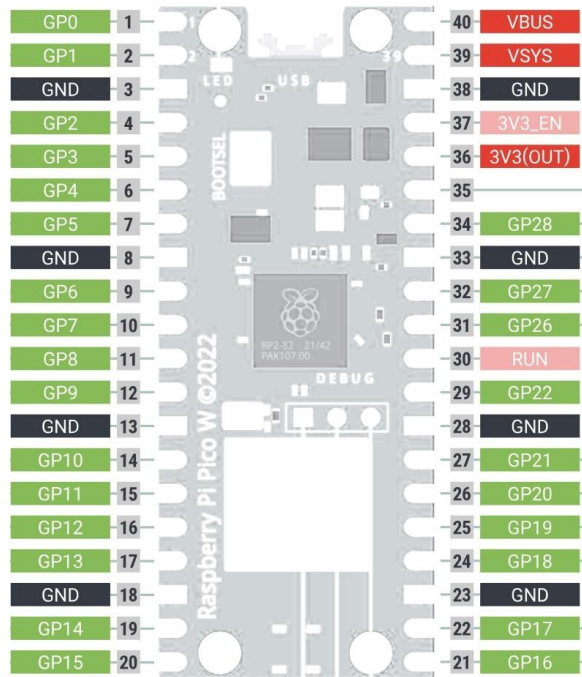 GP0 1 1 40 VBUS
GP1 2 2 39 39 VSYS
LED USB
GND 3 38 GND
GP2 4 37 3V3_EN
GP3 5 36 3V3(OUT)
BOOTSEL
GP4 6 35
GP5 7 34 GP28
GND 8 33 GND
GP6 9 32 GP27
GP7 10 31 GP26
RP2-32 21/42
PAK107.00
GP8 11 30 RUN
DEBUG
GP9 12 29 GP22
GND 13 28 GND
GP10 14 27 GP21
GP11 15 26 GP20
GP12 16 25 GP19
GP13 17 24 GP18
Raspberry Pi Pico W ©2022
GND 18 23 GND
GP14 19 22 GP17
GP15 20 21 GP16